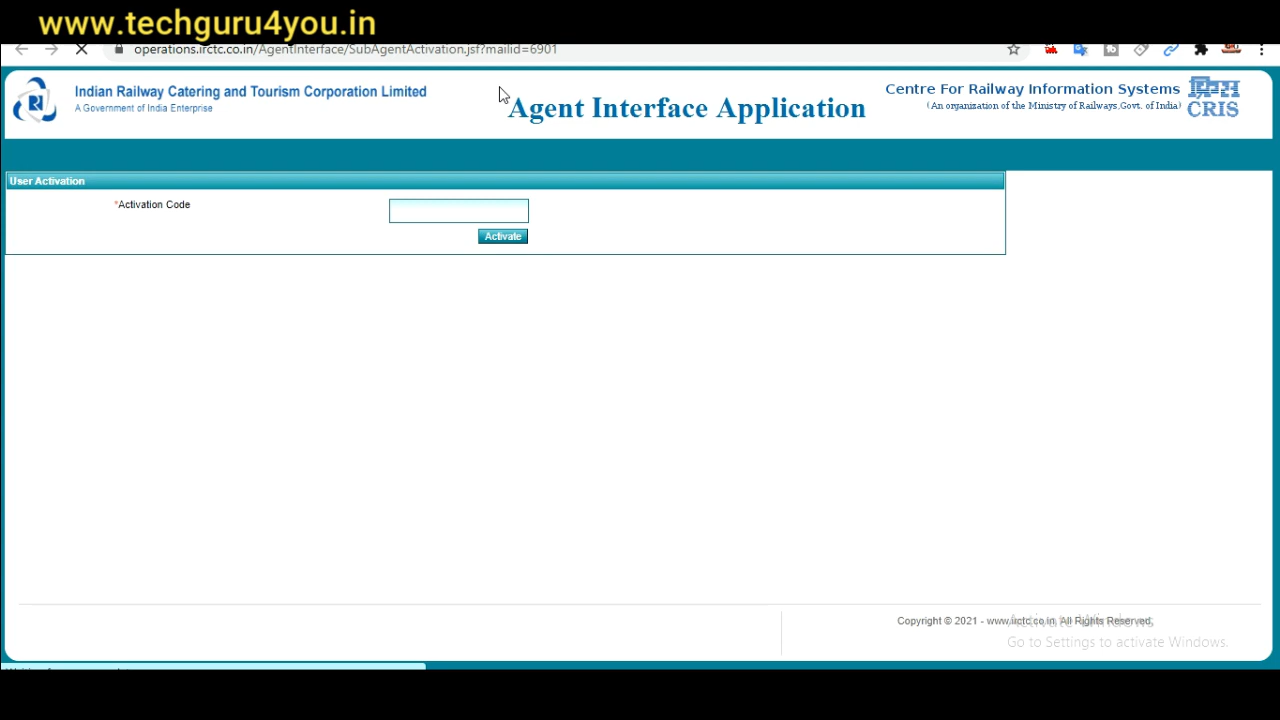 www.techguru4you.in
operations.irctc.co.in/AgentInterface/SubAgentActivation.jsf?mailid=6901
Indian Railway Catering and Tourism Corporation Limited
A Government of India Enterprise
Agent Interface Application
Centre For Railway Information Systems
(An organization of the Ministry of Railways,Govt. of India)
CRIS
User Activation
*Activation Code
Activate
Copyright © 2021 - www.irctc.co.in. All Rights Reserved.
Activate Windows
Go to Settings to activate Windows.